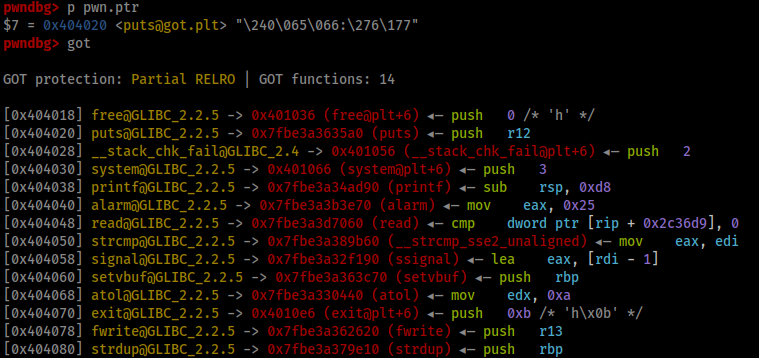 pwndbg> p pwn.ptr
$7 = 0x404020 <puts@got.plt> "\240\065\066:\276\177"
pwndbg> got
GOT protection: Partial RELRO | GOT functions: 14
[0x404018] free@GLIBC_2.2.5 -> 0x401036 (free@plt+6) ◂— push   0 /* 'h' */
[0x404020] puts@GLIBC_2.2.5 -> 0x7fbe3a3635a0 (puts) ◂— push   r12
[0x404028] __stack_chk_fail@GLIBC_2.4 -> 0x401056 (__stack_chk_fail@plt+6) ◂— push   2
[0x404030] system@GLIBC_2.2.5 -> 0x401066 (system@plt+6) ◂— push   3
[0x404038] printf@GLIBC_2.2.5 -> 0x7fbe3a34ad90 (printf) ◂— sub    rsp, 0xd8
[0x404040] alarm@GLIBC_2.2.5 -> 0x7fbe3a3b3e70 (alarm) ◂— mov    eax, 0x25
[0x404048] read@GLIBC_2.2.5 -> 0x7fbe3a3d7060 (read) ◂— cmp    dword ptr [rip + 0x2c36d9], 0
[0x404050] strcmp@GLIBC_2.2.5 -> 0x7fbe3a389b60 (__strcmp_sse2_unaligned) ◂— mov    eax, edi
[0x404058] signal@GLIBC_2.2.5 -> 0x7fbe3a32f190 (ssignal) ◂— lea    eax, [rdi - 1]
[0x404060] setvbuf@GLIBC_2.2.5 -> 0x7fbe3a363c70 (setvbuf) ◂— push   rbp
[0x404068] atol@GLIBC_2.2.5 -> 0x7fbe3a330440 (atol) ◂— mov    edx, 0xa
[0x404070] exit@GLIBC_2.2.5 -> 0x4010e6 (exit@plt+6) ◂— push   0xb /* 'h\x0b' */
[0x404078] fwrite@GLIBC_2.2.5 -> 0x7fbe3a362620 (fwrite) ◂— push   r13
[0x404080] strdup@GLIBC_2.2.5 -> 0x7fbe3a379e10 (strdup) ◂— push   rbp